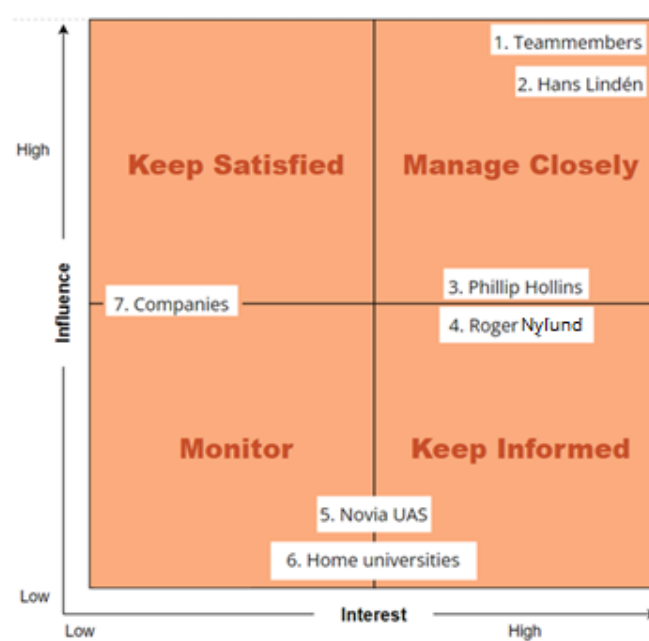 1. Teammembers
2. Hans Lindén
High
Keep Satisfied
Manage Closely
3. Phillip Hollins
7. Companies
Influence
4. Roger Nylund
Monitor
Keep Informed
5. Novia UAS
6. Home universities
Low
Interest
Low
High